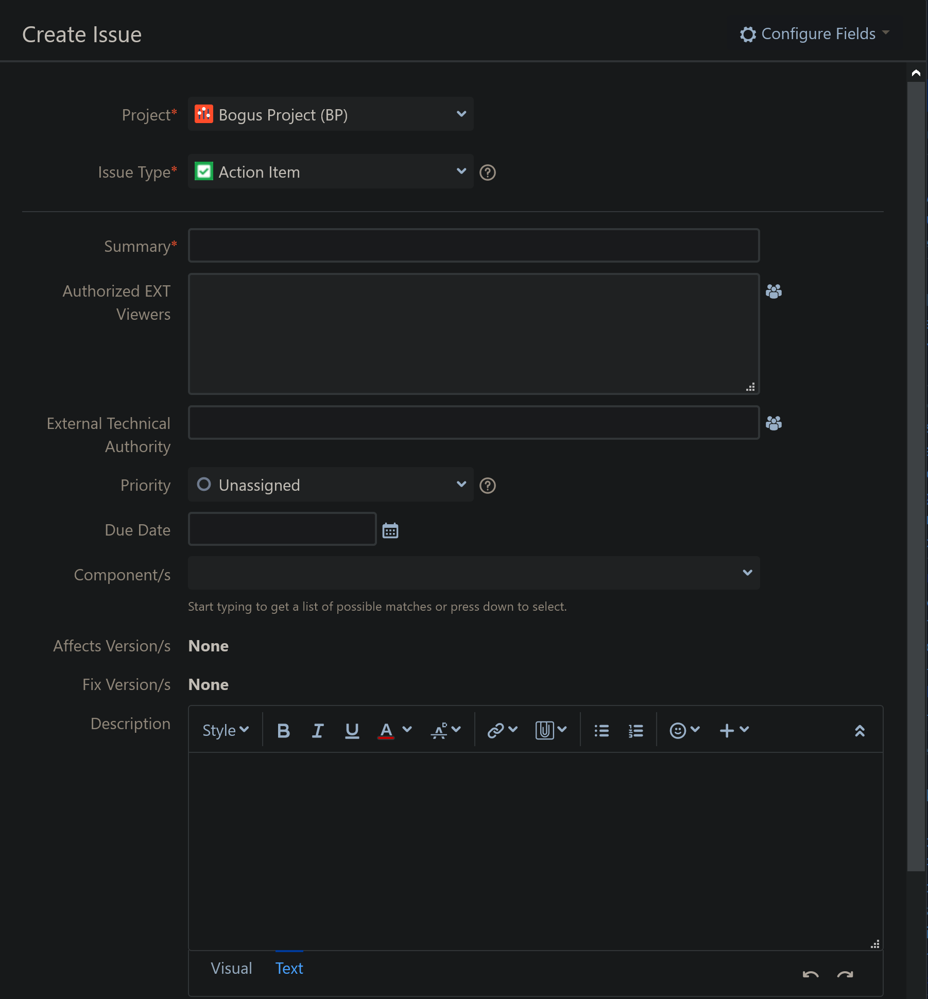 Create Issue
Configure Fields
Project*
Bogus Project (BP)
Issue Type*
Action Item
Summary*
Authorized EXT
Viewers
External Technical
Authority
Priority
Unassigned
Due Date
Component/s
Start typing to get a list of possible matches or press down to select.
Affects Version/s
None
Fix Version/s
None
Description
Style
Visual
Text